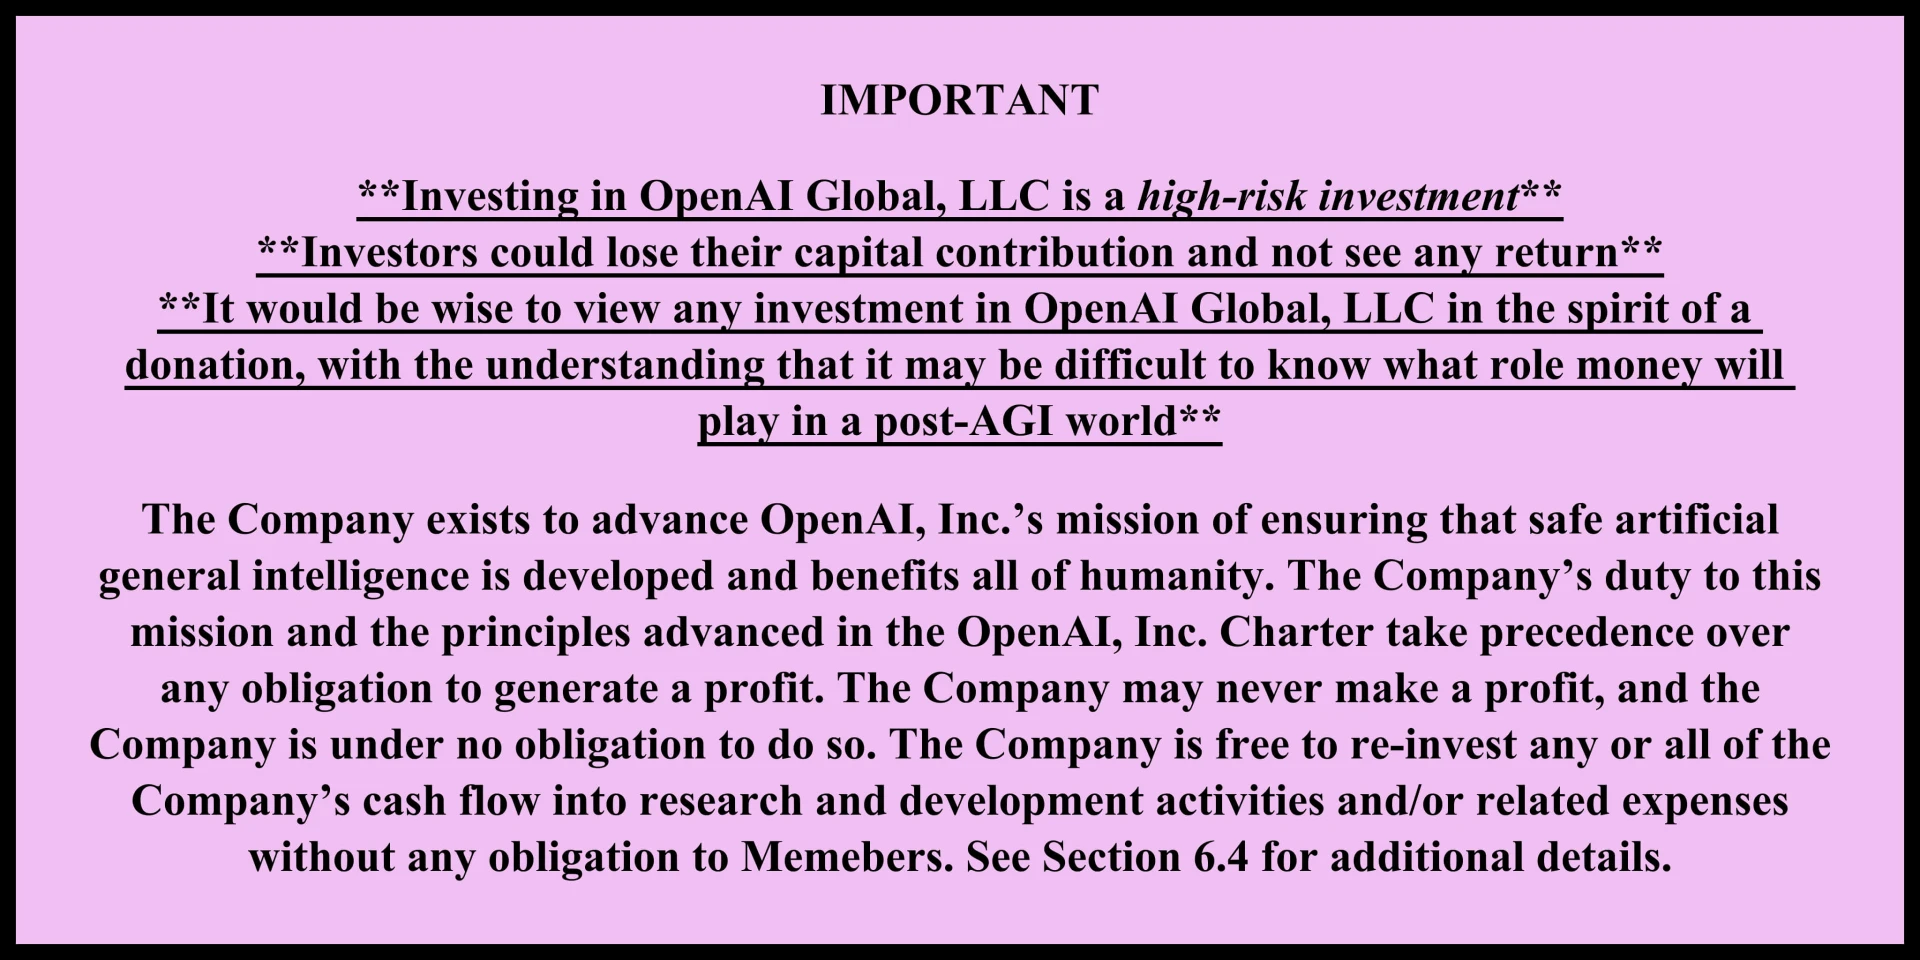 IMPORTANT
**Investing in OpenAI Global, LLC is a high-risk investment**
**Investors could lose their capital contribution and not see any return**
**It would be wise to view any investment in OpenAI Global, LLC in the spirit of a
donation, with the understanding that it may be difficult to know what role money will
play in a post-AGI world**
The Company exists to advance OpenAI, Inc.’s mission of ensuring that safe artificial
general intelligence is developed and benefits all of humanity. The Company’s duty to this
mission and the principles advanced in the OpenAI, Inc. Charter take precedence over
any obligation to generate a profit. The Company may never make a profit, and the
Company is under no obligation to do so. The Company is free to re-invest any or all of the
Company’s cash flow into research and development activities and/or related expenses
without any obligation to Memebers. See Section 6.4 for additional details.